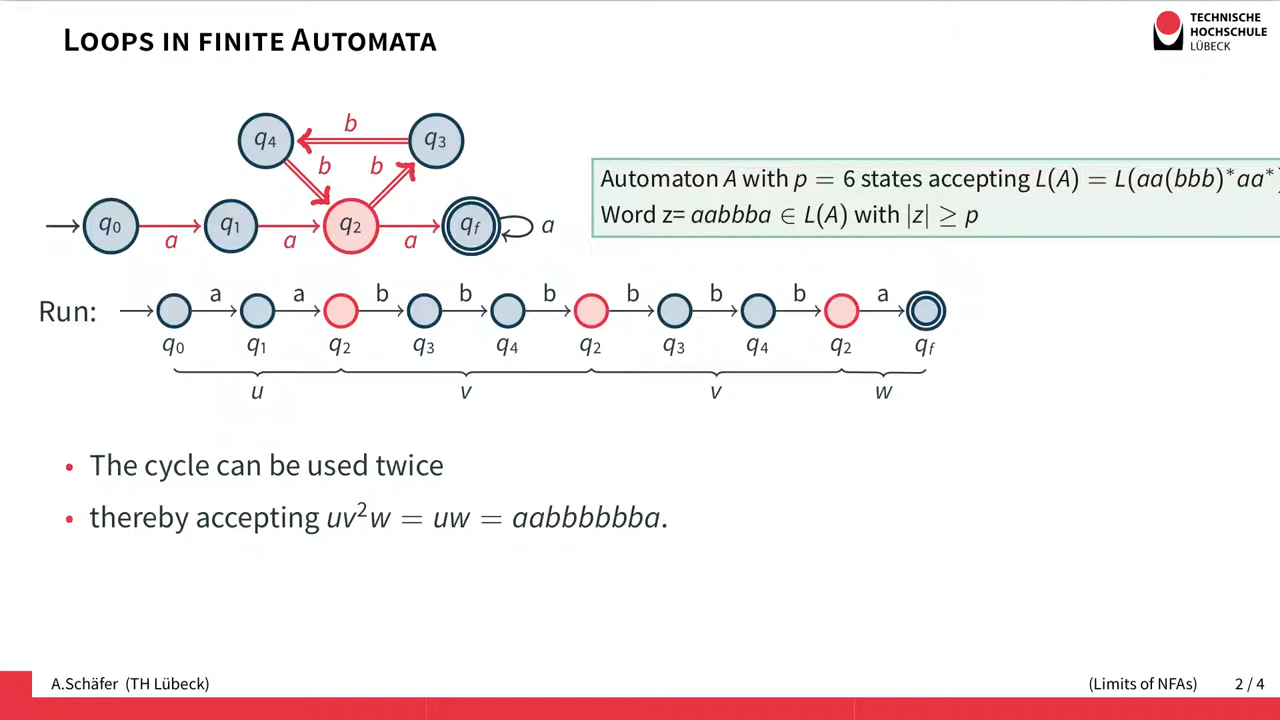 LOOPS IN FINITE AUTOMATA
TECHNISCHE
HOCHSCHULE
LÜBECK
b
q4 q3
b b
q0 q1 q2 qf a
a a a
Automaton A with p = 6 states accepting L(A) = L(aa(bbb)*aa*)
Word z= aabbba ∈ L(A) with |z| ≥ p
Run: a a b b b b b b a
q0 q1 q2 q3 q4 q2 q3 q4 q2 qf
u v v w
• The cycle can be used twice
• thereby accepting uv²w = uw = aabbbbbba.
A.Schäfer (TH Lübeck) (Limits of NFAs) 2 / 4